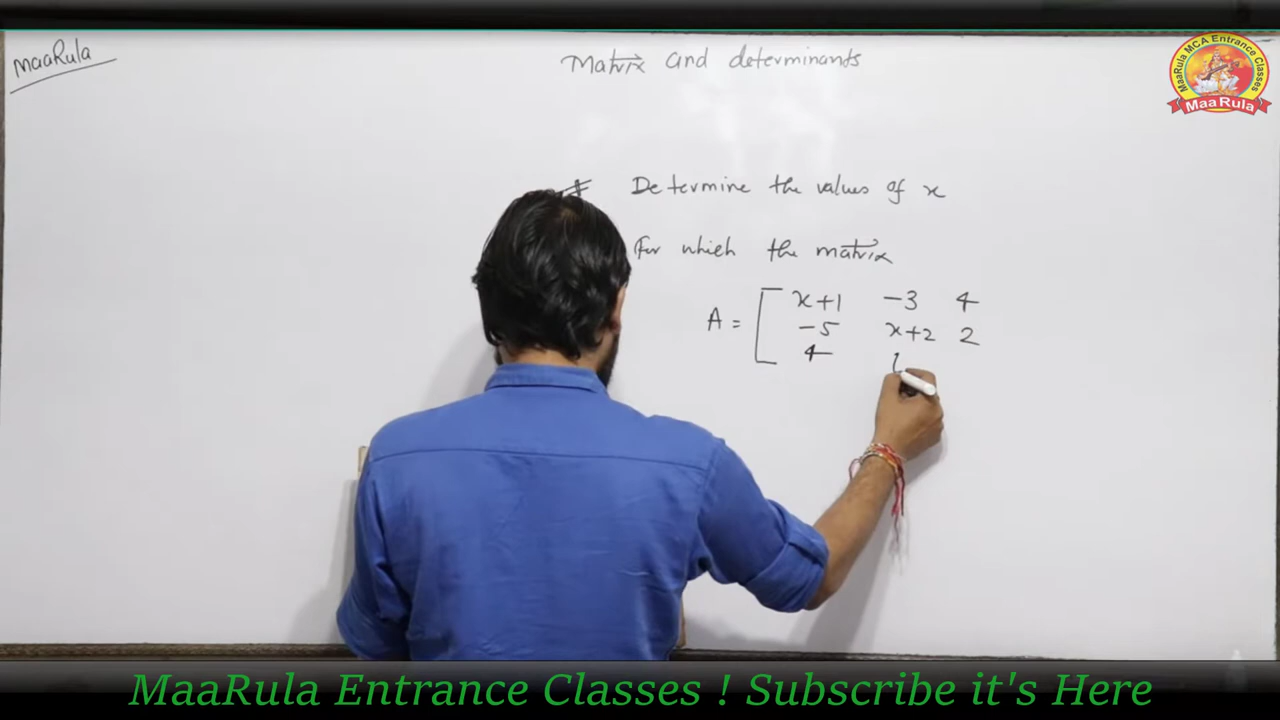 MaaRula
Matrix and determinants
MaaRula MCA Entrance Classes
MaaRula
Determine the values of x
For which the matrix
A = [ x+1 -3 4
-5 x+2 2
4
MaaRula Entrance Classes ! Subscribe it's Here